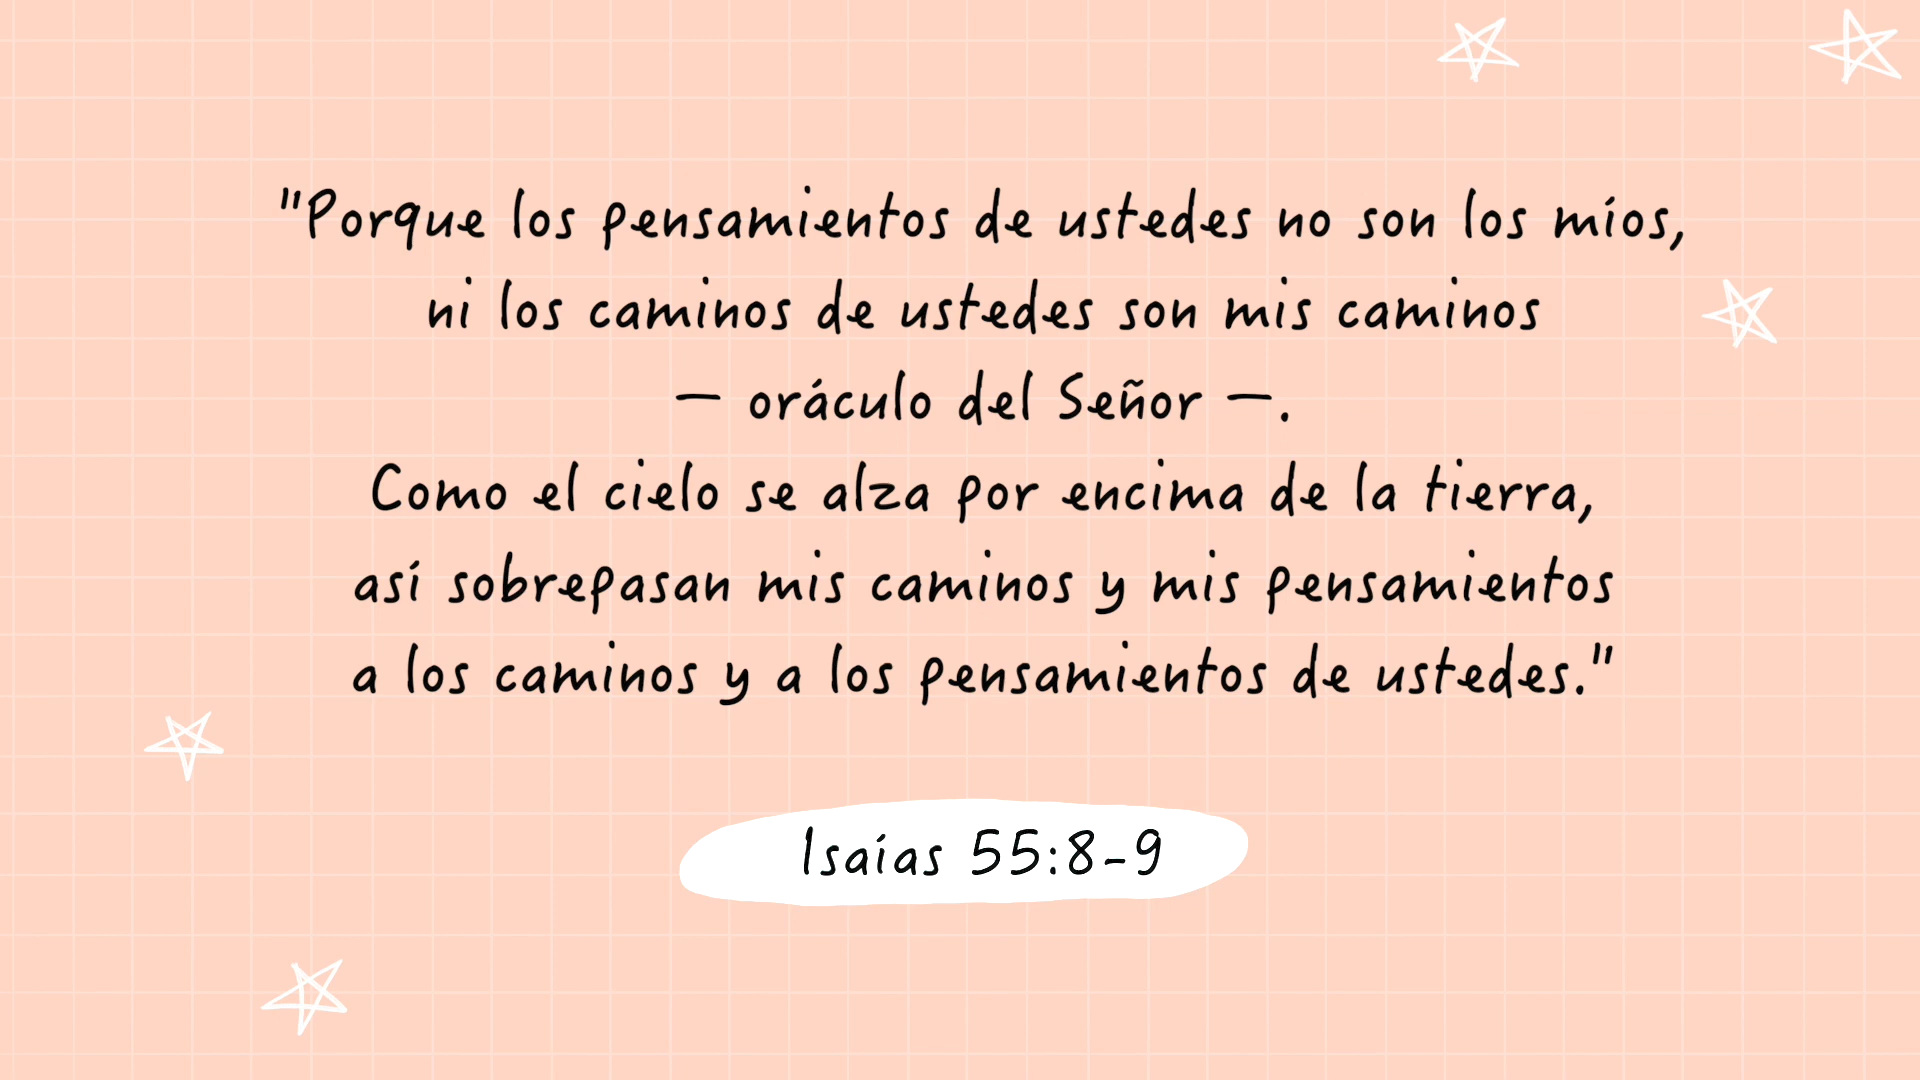 "Porque los pensamientos de ustedes no son los míos,
ni los caminos de ustedes son mis caminos
— oráculo del Señor —.
Como el cielo se alza por encima de la tierra,
así sobrepasan mis caminos y mis pensamientos
a los caminos y a los pensamientos de ustedes."
Isaías 55:8-9